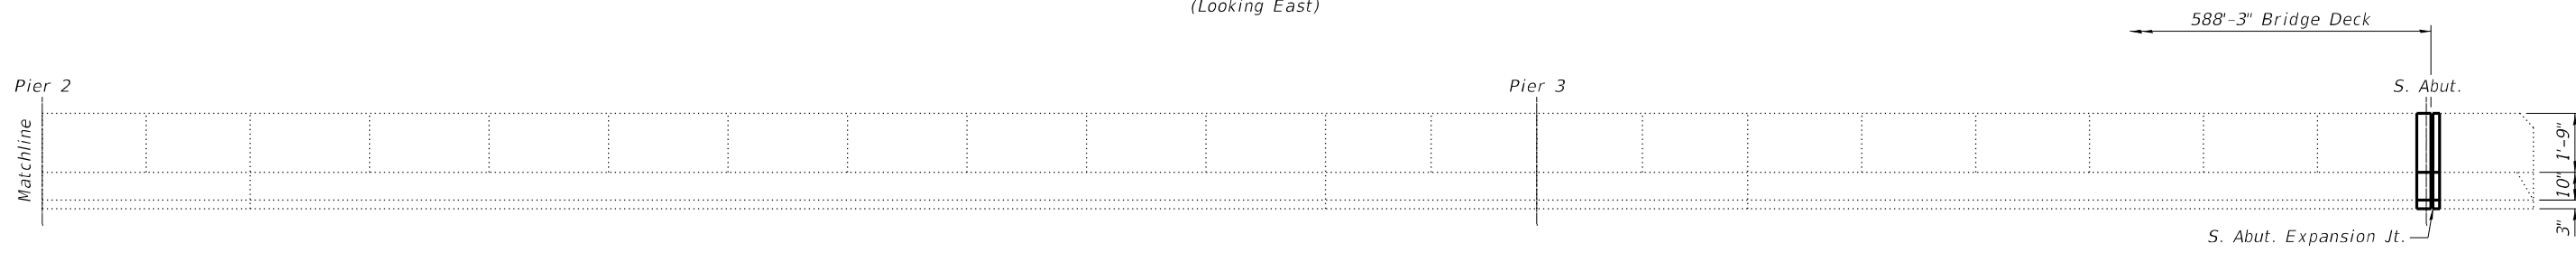 (Looking East)
588'-3" Bridge Deck
Pier 2
Pier 3
S. Abut.
Matchline
1'-9"
10"
3"
S. Abut. Expansion Jt.